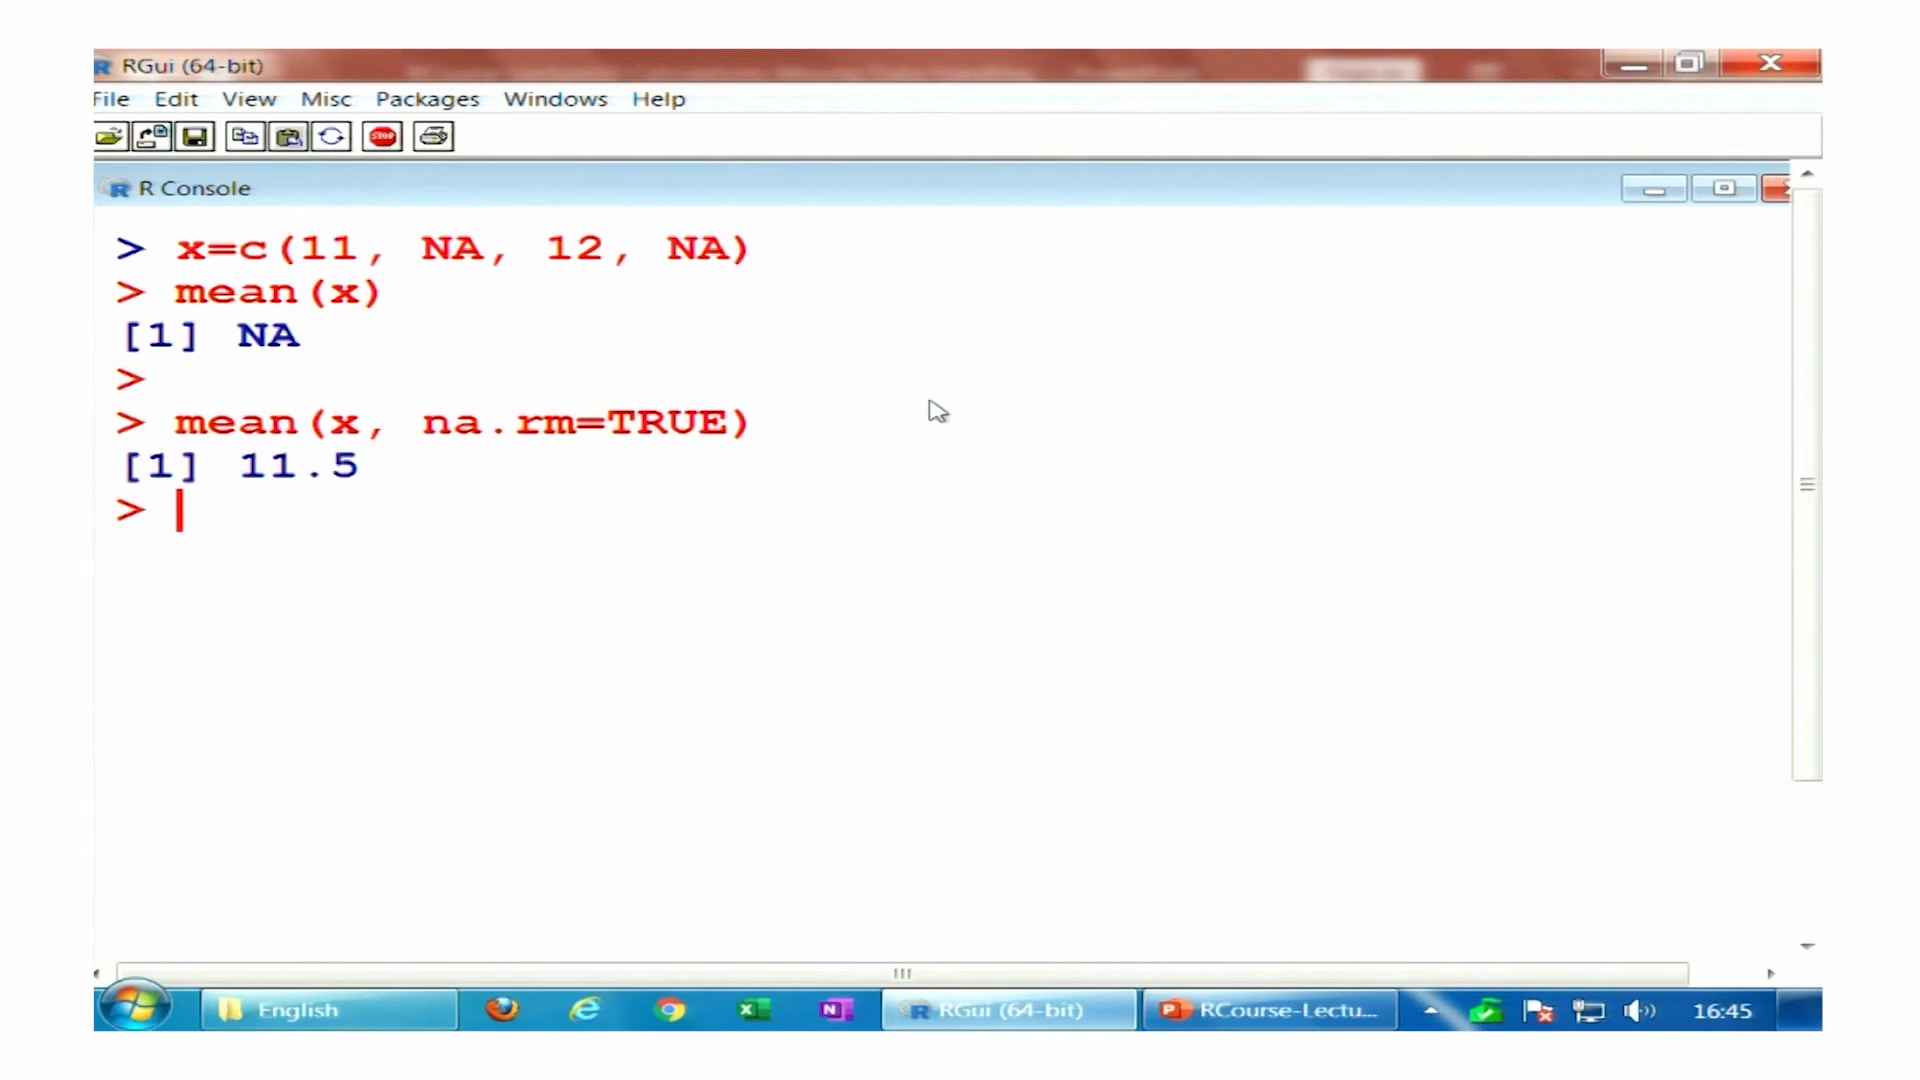 RGui (64-bit)
File Edit View Misc Packages Windows Help
STOP
R Console
> x=c(11, NA, 12, NA)
> mean(x)
[1] NA
>
> mean(x, na.rm=TRUE)
[1] 11.5
>
English
RGui (64-bit)
RCourse-Lectu...
16:45